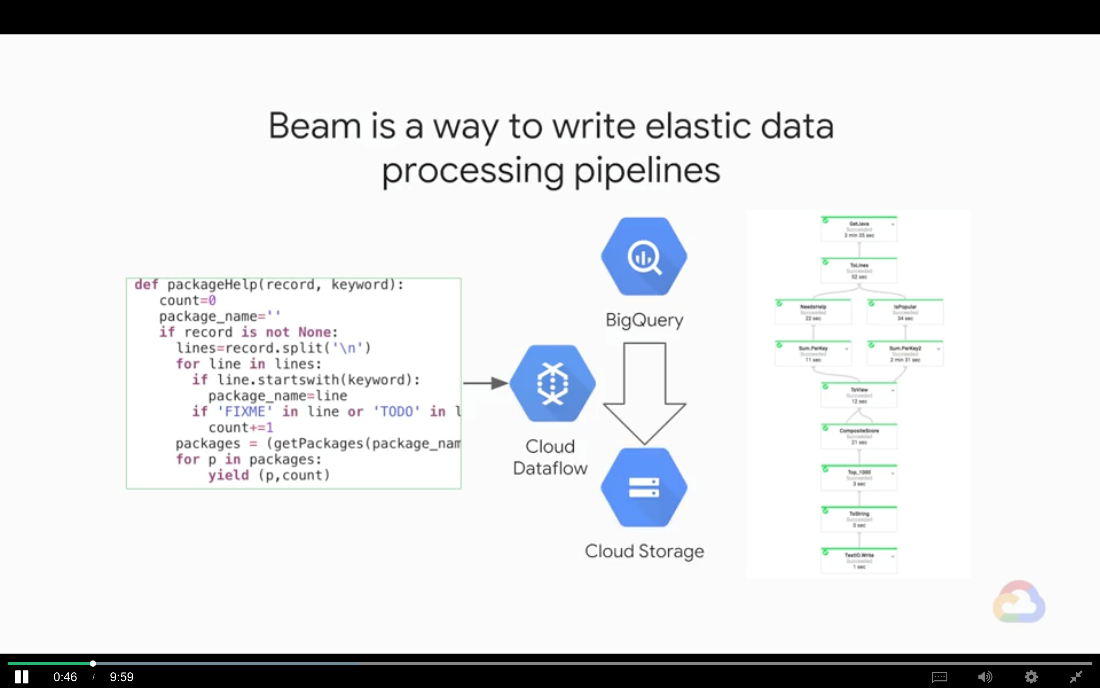 Beam is a way to write elastic data
processing pipelines
def packageHelp(record, keyword):
count=0
package_name=''
if record is not None:
lines=record.split('\n')
for line in lines:
if line.startswith(keyword):
package_name=line
if 'FIXME' in line or 'TODO' in l
count+=1
packages = (getPackages(package_nam
for p in packages:
yield (p,count)
Cloud
Dataflow
BigQuery
Cloud Storage
GetJava
Succeeded
3 min 35 sec
ToLines
Succeeded
52 sec
NeedsHelp
Succeeded
22 sec
IsPopular
Succeeded
34 sec
Sum.PerKey
Succeeded
11 sec
Sum.PerKey2
Succeeded
2 min 31 sec
ToView
Succeeded
CompositeScore
Succeeded
21 sec
Top_1000
Succeeded
3 sec
ToString
Succeeded
TextIO.Write
Succeeded
1 sec
0:46 / 9:59